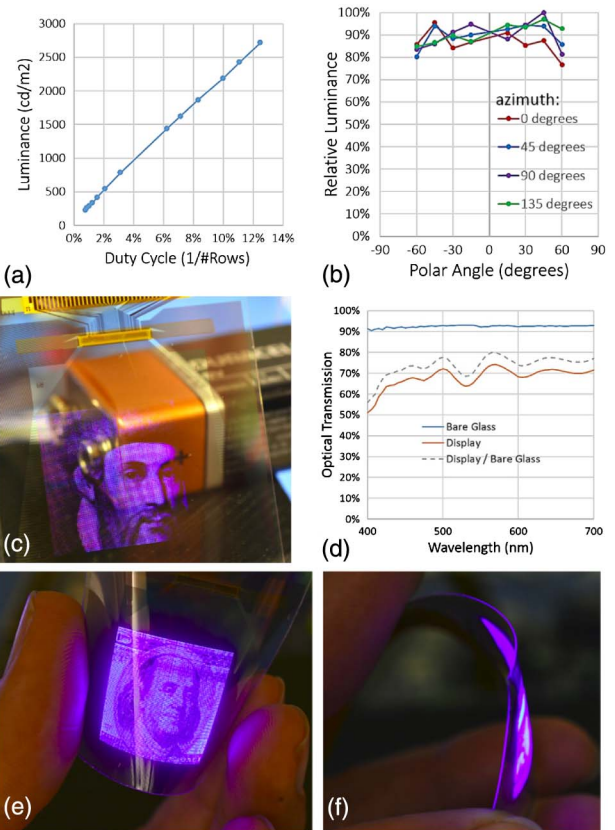 3000
2500
2000
1500
1000
500
0
Luminance (cd/m2)
0% 2% 4% 6% 8% 10% 12% 14%
Duty Cycle (1/#Rows)
(a)
100%
90%
80%
70%
60%
50%
40%
30%
20%
10%
0%
Relative Luminance
azimuth:
0 degrees
45 degrees
90 degrees
135 degrees
-90 -60 -30 0 30 60 90
Polar Angle (degrees)
(b)
(c)
100%
90%
80%
70%
60%
50%
40%
30%
20%
10%
0%
Optical Transmission
Bare Glass
Display
Display / Bare Glass
400 500 600 700
Wavelength (nm)
(d)
(e)
(f)